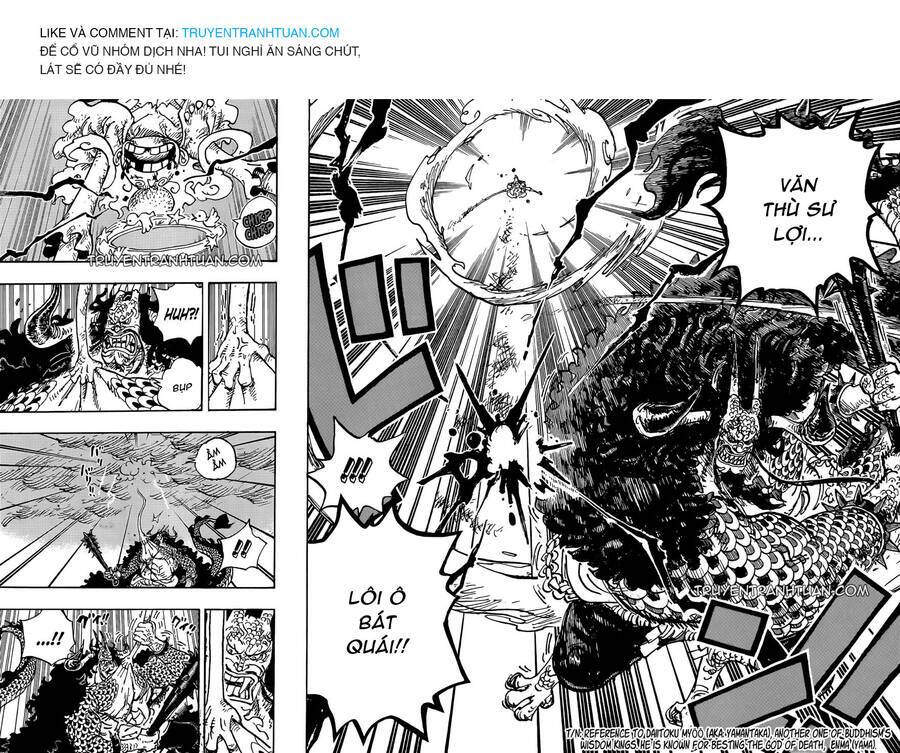 LIKE VÀ COMMENT TẠI: TRUYENTRANHTUAN.COM
ĐỂ CỔ VŨ NHÓM DỊCH NHA! TUI NGHỈ ĂN SÁNG CHÚT,
LÁT SẼ CÓ ĐẦY ĐỦ NHÉ!
VĂN
THÙ SƯ
LỢI...
CHIRP
CHIRP
TRUYENTRANHTUAN.COM
HUH?!
BUP
ẦM
ẦM
!!
...!!
!!!
LÔI Ô
BÁT
QUÁI!!
!!!
TRUYENTRANHTUAN.COM
T/N: REFERENCE TO DAITOKU MYOO (AKA YAMANTAKA), ANOTHER ONE OF BUDDHISM'S
WISDOM KINGS. HE IS KNOWN FOR BESTING THE GOD OF DEATH, ENMA/YAMA.